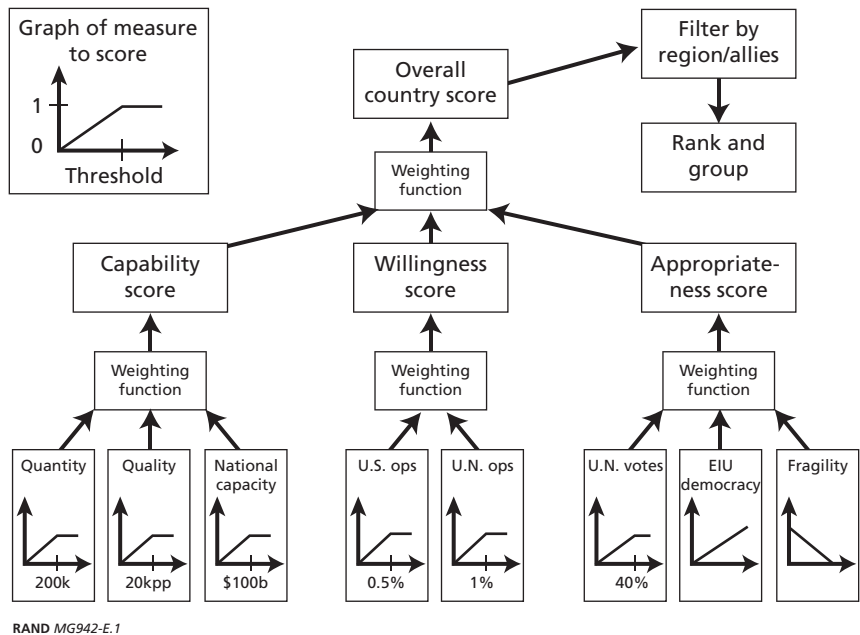 Graph of measure
to score
1
0
Threshold
Overall
country score
Filter by
region/allies
Rank and
group
Weighting
function
Capability
score
Willingness
score
Appropriate-
ness score
Weighting
function
Weighting
function
Weighting
function
Quantity
200k
Quality
20kpp
National
capacity
$100b
U.S. ops
0.5%
U.N. ops
1%
U.N. votes
40%
EIU
democracy
Fragility
RAND MG942-E.1